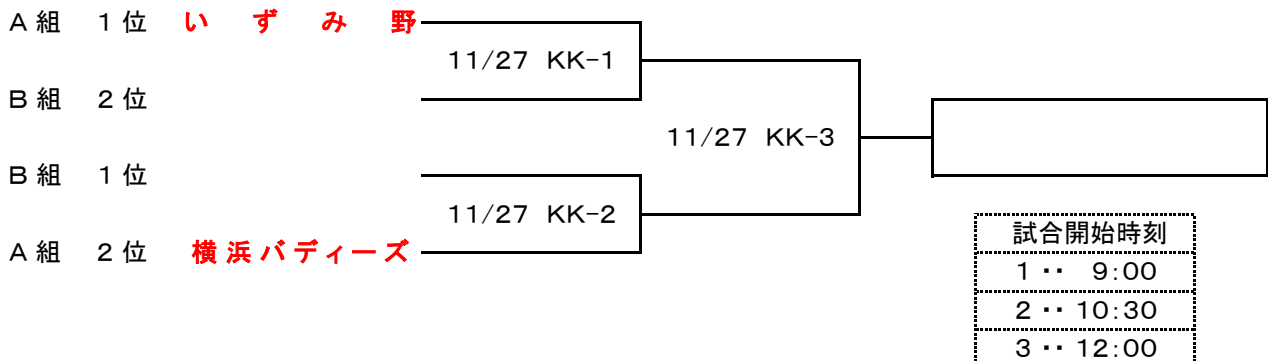 A組 1位 いずみ野
11/27 KK-1
B組 2位
11/27 KK-3
B組 1位
11/27 KK-2
A組 2位 横浜バディーズ
試合開始時刻
1・・ 9:00
2・・10:30
3・・12:00